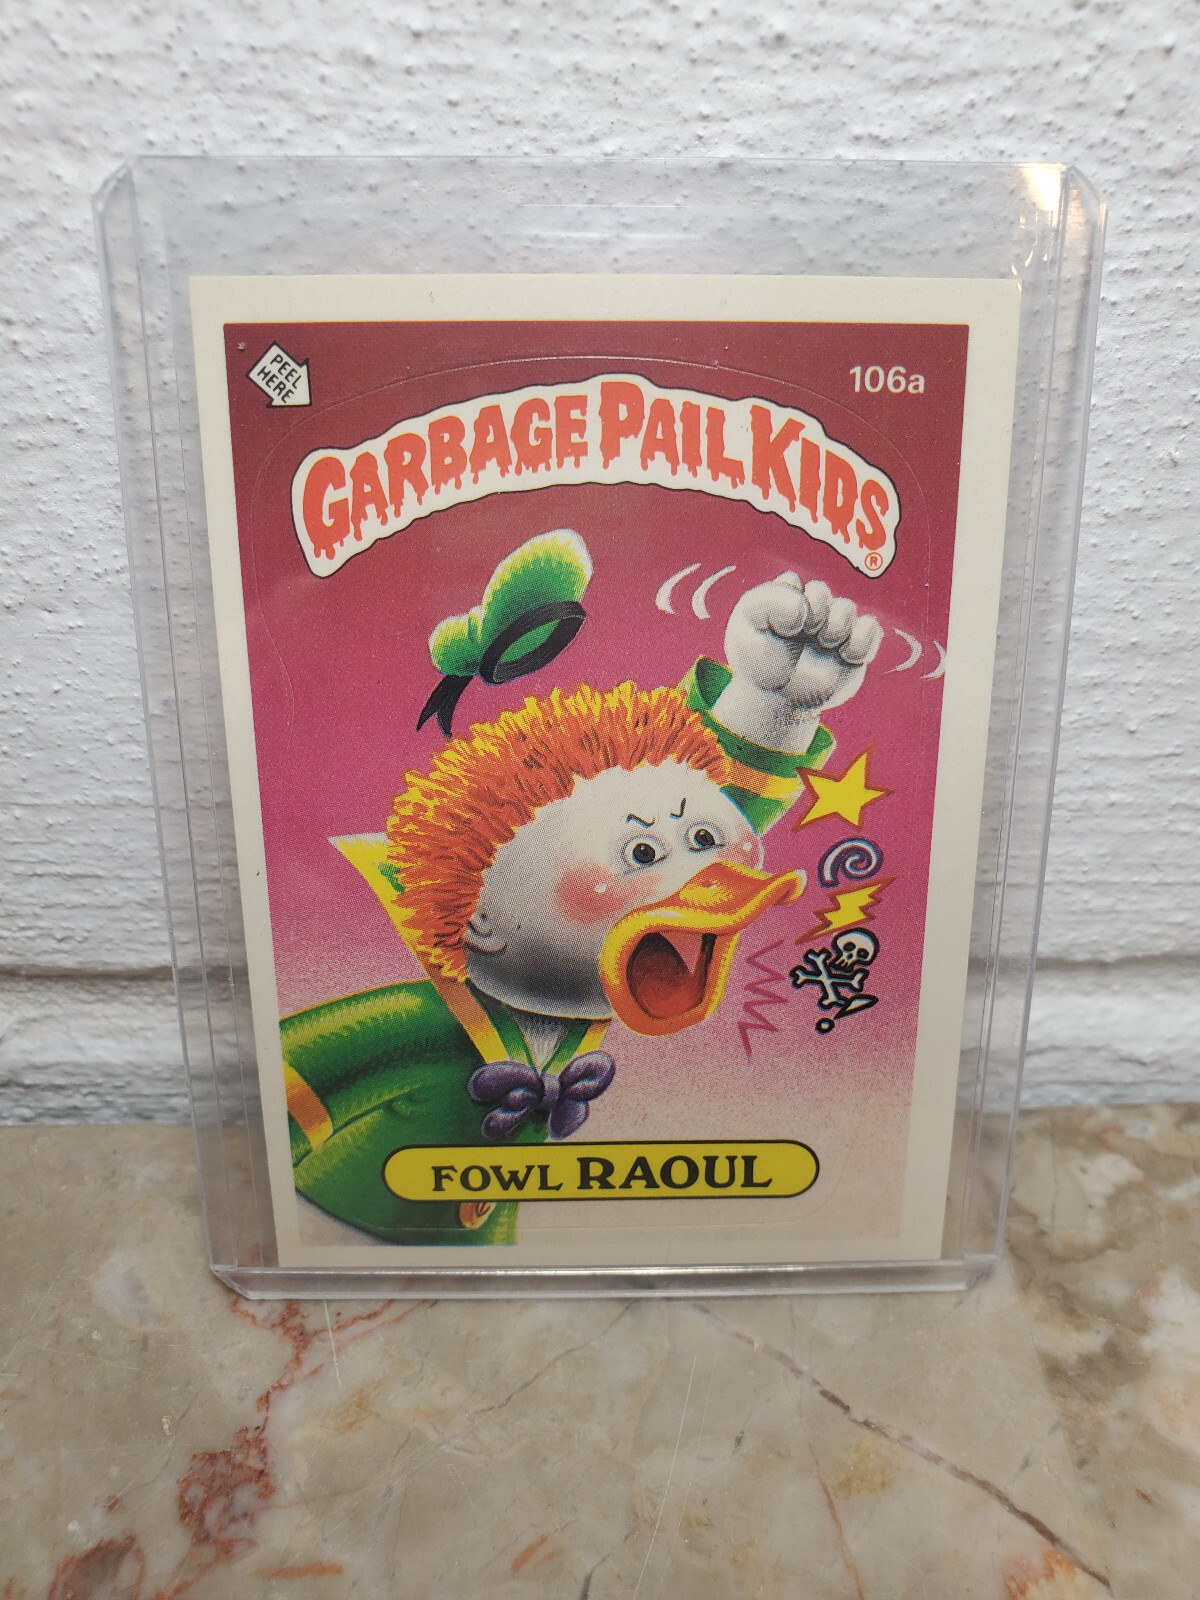 PEEL
HERE
106a
GARBAGE PAIL KIDS®
FOWL RAOUL